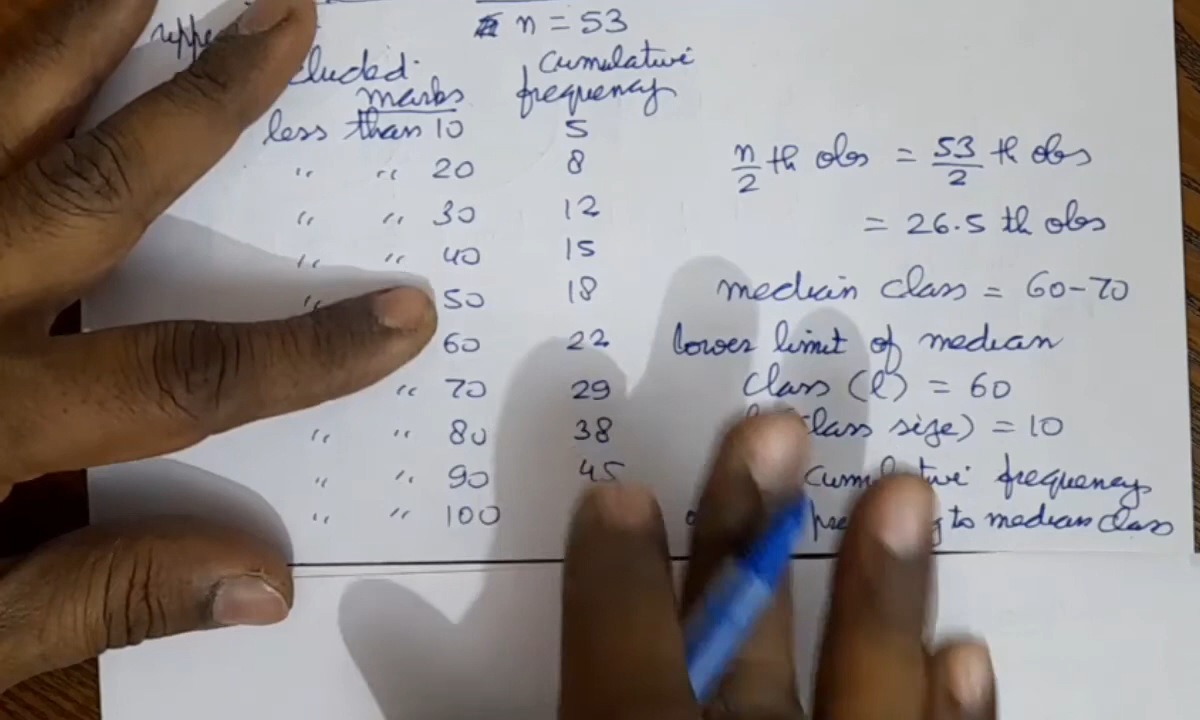 n = 53
Cumulative
marks frequency
less than 10 5
" " 20 8
" " 30 12
" " 40 15
" 50 18
60 22
" 70 29
" " 80 38
" " 90 45
" " 100
n/2 th obs = 53/2 th obs
= 26.5 th obs
median class = 60-70
lower limit of median
class (l) = 60
class size) = 10
frequency
to median class